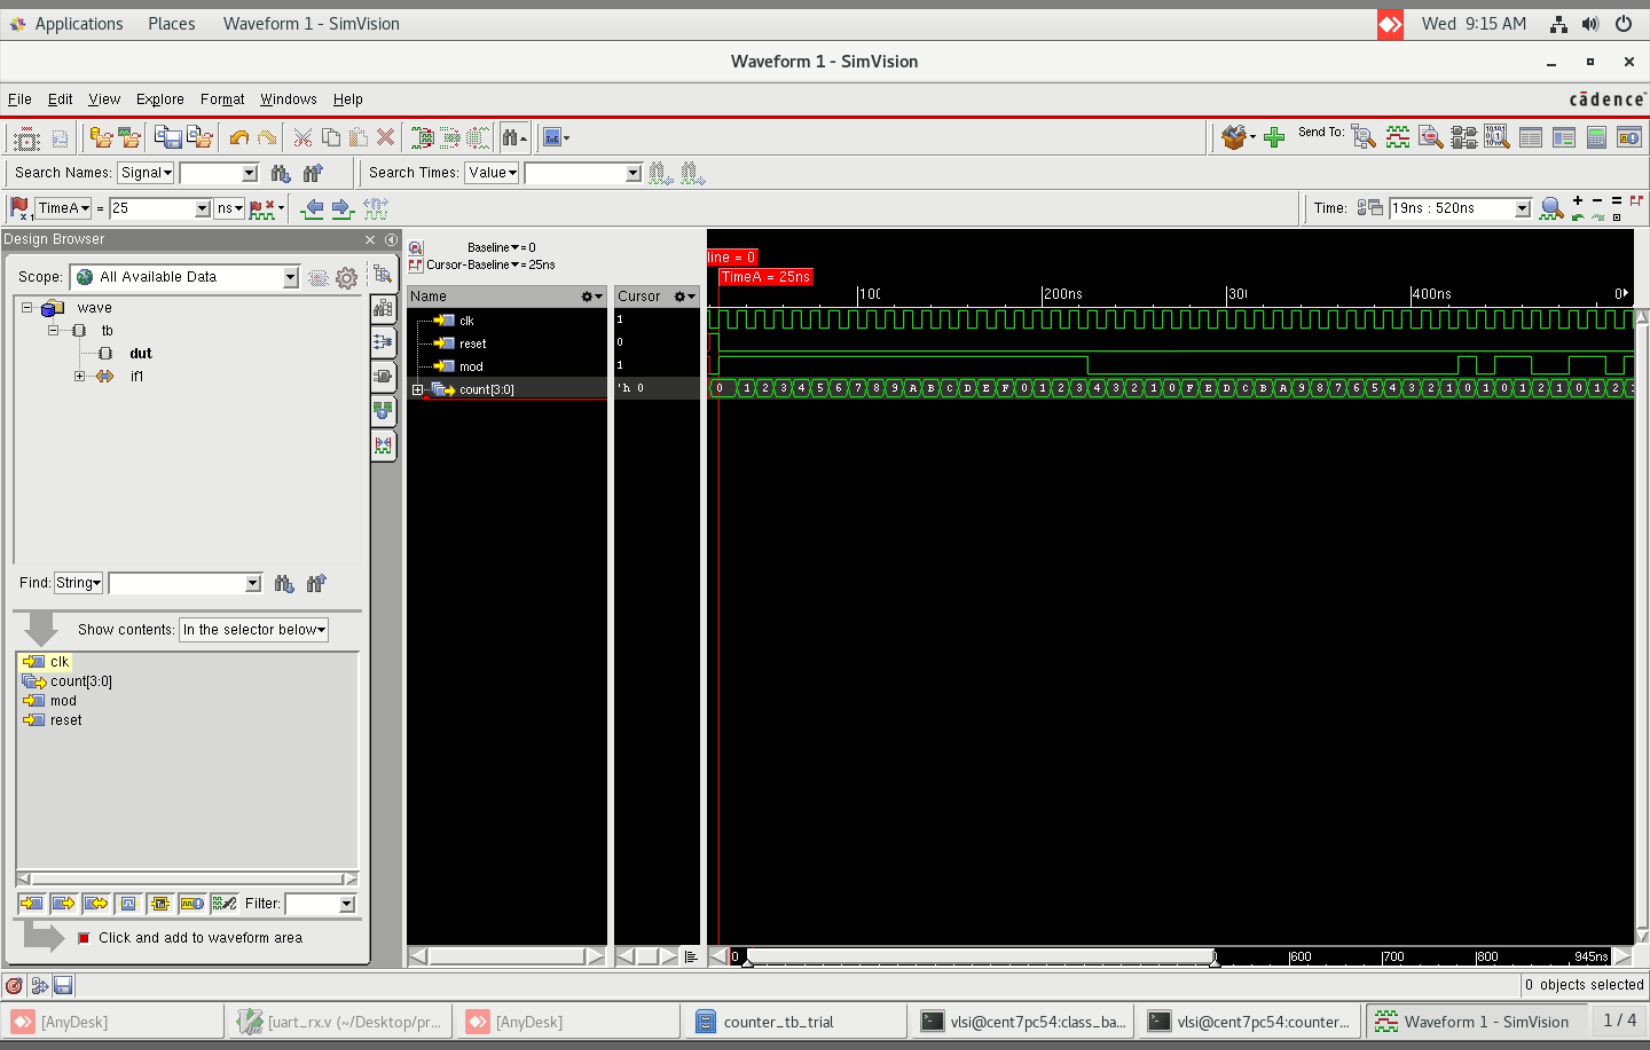 Applications Places Waveform 1 - SimVision Wed 9:15 AM
Waveform 1 - SimVision
File Edit View Explore Format Windows Help cādence
Send To:
Search Names: Signal Search Times: Value
TimeA = 25 ns Time: 19ns : 520ns
Design Browser
Scope: All Available Data
wave
tb
dut
if1
Find: String
Show contents: In the selector below
clk
count[3:0]
mod
reset
Filter:
Click and add to waveform area
Baseline = 0
Cursor-Baseline = 25ns
Name Cursor
clk 1
reset 0
mod 1
count[3:0] 'h 0
line = 0
TimeA = 25ns
|10 |200ns |30 |400ns 0
0 1 2 3 4 5 6 7 8 9 A B C D E F 0 1 2 3 4 3 2 1 0 F E D C B A 9 8 7 6 5 4 3 2 1 0 1 0 1 2 1 0 1 2
0 |600 |700 |800 945ns
0 objects selected
[AnyDesk] [uart_rx.v (~/Desktop/pr... [AnyDesk] counter_tb_trial vlsi@cent7pc54:class_ba... vlsi@cent7pc54:counter... Waveform 1 - SimVision 1 / 4